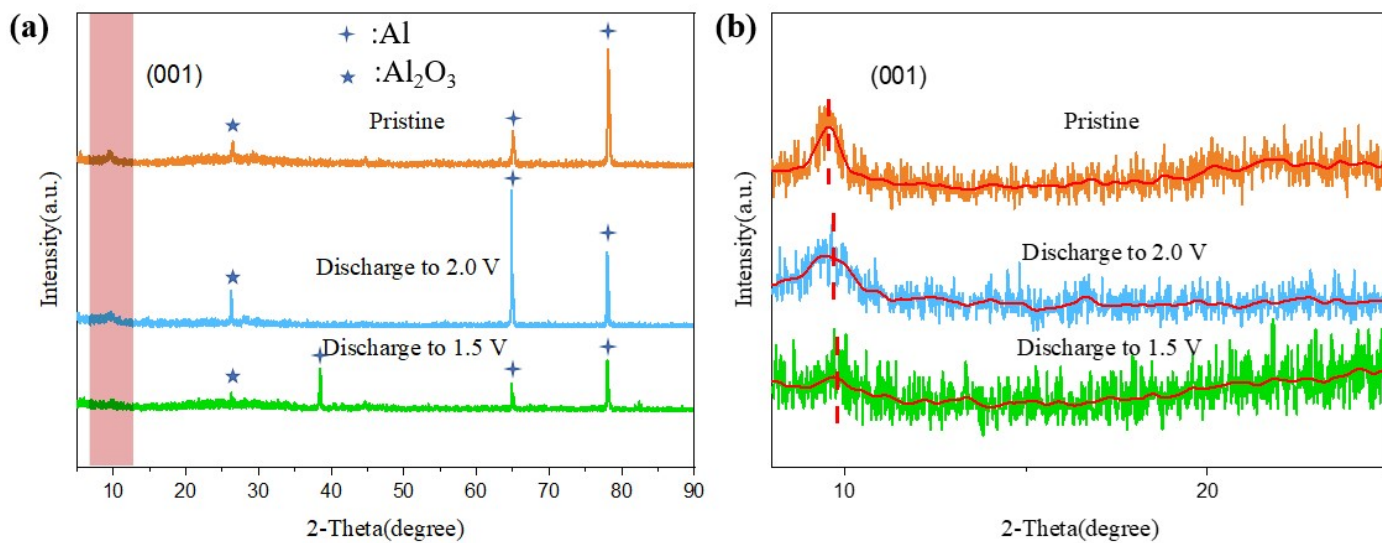 (a)
:Al
:Al₂O₃
(001)
Pristine
Discharge to 2.0 V
Discharge to 1.5 V
Intensity(a.u.)
10 20 30 40 50 60 70 80 90
2-Theta(degree)
(b)
(001)
Pristine
Discharge to 2.0 V
Discharge to 1.5 V
Intensity(a.u.)
10 20
2-Theta(degree)